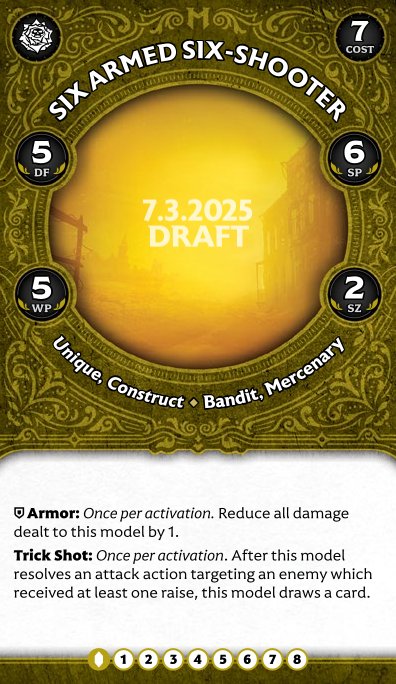 7
COST
SIX ARMED SIX-SHOOTER
5
DF
6
SP
7.3.2025
DRAFT
5
WP
2
SZ
Unique, Construct ⬥ Bandit, Mercenary
Armor: Once per activation. Reduce all damage
dealt to this model by 1.
Trick Shot: Once per activation. After this model
resolves an attack action targeting an enemy which
received at least one raise, this model draws a card.
1 2 3 4 5 6 7 8